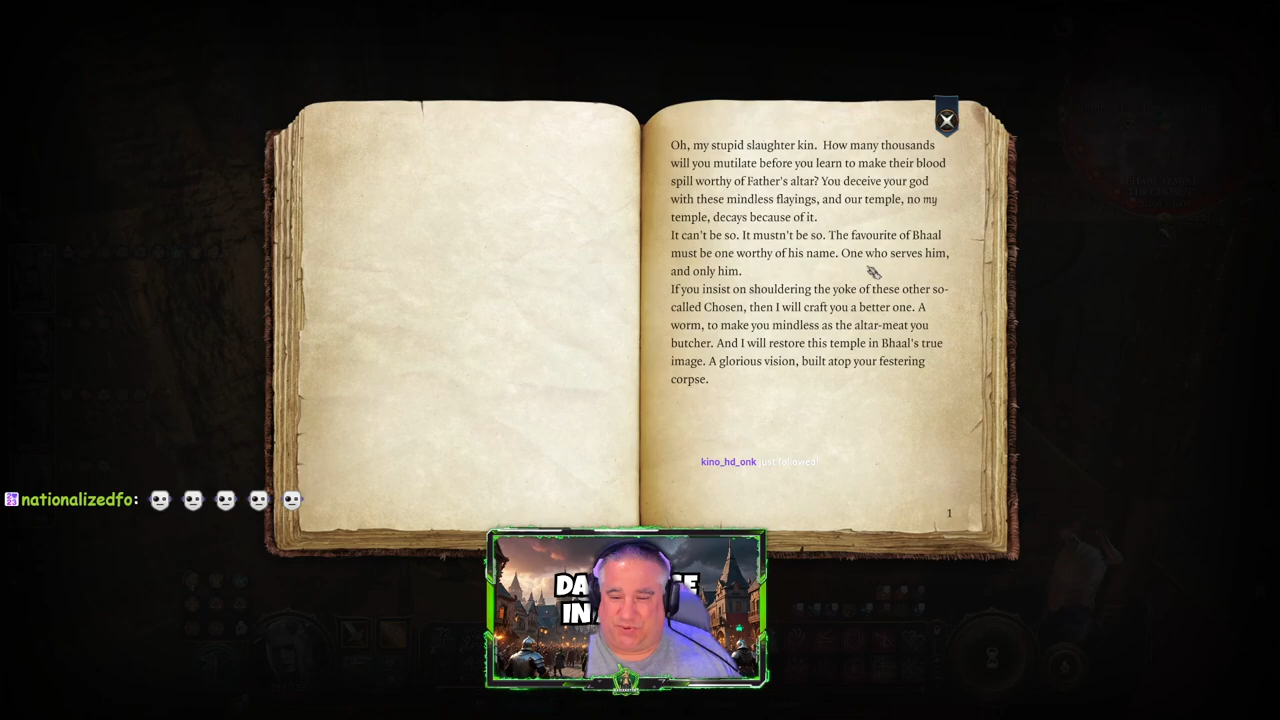 Oh, my stupid slaughter kin. How many thousands
will you mutilate before you learn to make their blood
spill worthy of Father's altar? You deceive your god
with these mindless flayings, and our temple, no my
temple, decays because of it.
It can't be so. It mustn't be so. The favourite of Bhaal
must be one worthy of his name. One who serves him,
and only him.
If you insist on shouldering the yoke of these other so-
called Chosen, then I will craft you a better one. A
worm, to make you mindless as the altar-meat you
butcher. And I will restore this temple in Bhaal's true
image. A glorious vision, built atop your festering
corpse.
kino_hd_onk just followed!
nationalizedfo:
1
DA
IN